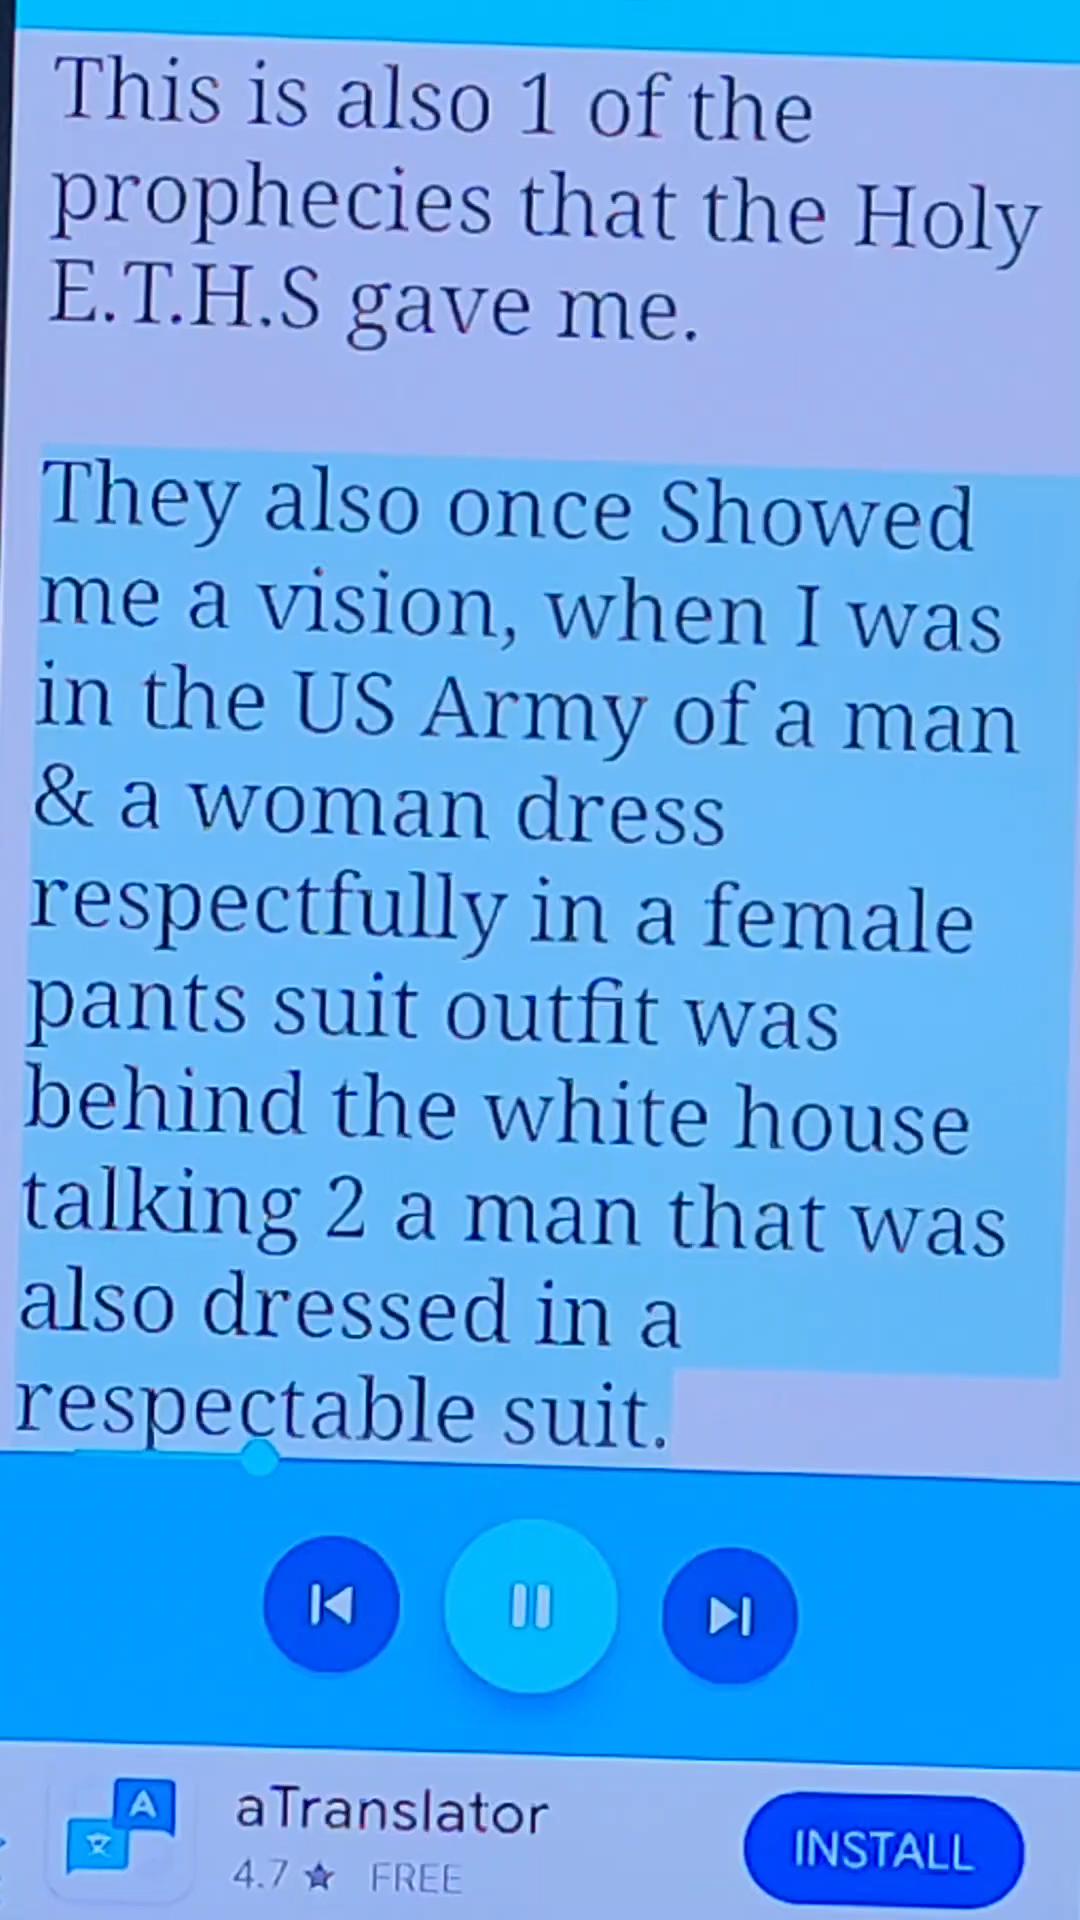 This is also 1 of the
prophecies that the Holy
E.T.H.S gave me.
They also once Showed
me a vision, when I was
in the US Army of a man
& a woman dress
respectfully in a female
pants suit outfit was
behind the white house
talking 2 a man that was
also dressed in a
respectable suit.
A
aTranslator
4.7 ★ FREE
INSTALL